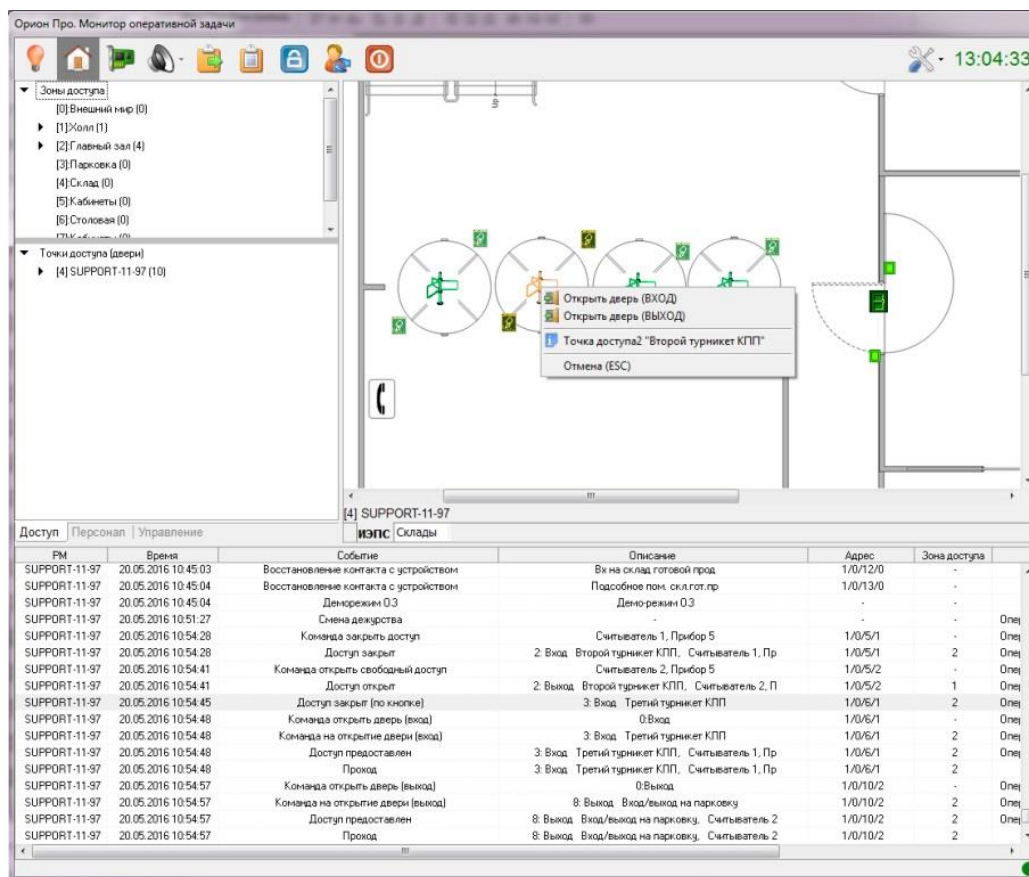 Орион Про. Монитор оперативной задачи
13:04:33
Зоны доступа
[0]:Внешний мир (0)
[1]:Холл (1)
[2]:Главный зал (4)
[3]:Парковка (0)
[4]:Склад (0)
[5]:Кабинеты (0)
[6]:Столовая (0)
Точки доступа (двери)
[4] SUPPORT-11-97 (10)
Up
Открыть дверь (ВХОД)
Открыть дверь (ВЫХОД)
Точка доступа2 "Второй турникет КПП"
Отмена (ESC)
[4] SUPPORT-11-97
Доступ Персонал Управление
ИЭПС Склады
РМ Время Событие Описание Адрес Зона доступа
SUPPORT-11-97 20.05.2016 10:45:03 Восстановление контакта с устройством Вх на склад готовой прод 1/0/12/0 -
SUPPORT-11-97 20.05.2016 10:45:04 Восстановление контакта с устройством Подсобное пом. скл.гот.пр 1/0/13/0 -
SUPPORT-11-97 20.05.2016 10:45:04 Деморежим 0.3 Демо-режим 0.3 - -
SUPPORT-11-97 20.05.2016 10:51:27 Смена дежурства - - - Опе
SUPPORT-11-97 20.05.2016 10:54:28 Команда закрыть доступ Считыватель 1, Прибор 5 1/0/5/1 - Опе
SUPPORT-11-97 20.05.2016 10:54:28 Доступ закрыт 2: Вход Второй турникет КПП, Считыватель 1, Пр 1/0/5/1 2 Опе
SUPPORT-11-97 20.05.2016 10:54:41 Команда открыть свободный доступ Считыватель 2, Прибор 5 1/0/5/2 - Опе
SUPPORT-11-97 20.05.2016 10:54:41 Доступ открыт 2: Выход Второй турникет КПП, Считыватель 2, П 1/0/5/2 1 Опе
SUPPORT-11-97 20.05.2016 10:54:45 Доступ закрыт (по кнопке) 3: Вход Третий турникет КПП 1/0/6/1 2 Опе
SUPPORT-11-97 20.05.2016 10:54:48 Команда открыть дверь (вход) 0:Вход 1/0/6/1 - Опе
SUPPORT-11-97 20.05.2016 10:54:48 Команда на открытие двери (вход) 3: Вход Третий турникет КПП 1/0/6/1 2 Опе
SUPPORT-11-97 20.05.2016 10:54:48 Доступ предоставлен 3: Вход Третий турникет КПП, Считыватель 1, Пр 1/0/6/1 2 Опе
SUPPORT-11-97 20.05.2016 10:54:48 Проход 3: Вход Третий турникет КПП, Считыватель 1, Пр 1/0/6/1 2
SUPPORT-11-97 20.05.2016 10:54:57 Команда открыть дверь (выход) 0:Выход 1/0/10/2 - Опе
SUPPORT-11-97 20.05.2016 10:54:57 Команда на открытие двери (выход) 8: Выход Вход/выход на парковку 1/0/10/2 2 Опе
SUPPORT-11-97 20.05.2016 10:54:57 Доступ предоставлен 8: Выход Вход/выход на парковку, Считыватель 2 1/0/10/2 2 Опе
SUPPORT-11-97 20.05.2016 10:54:57 Проход 8: Выход Вход/выход на парковку, Считыватель 2 1/0/10/2 2